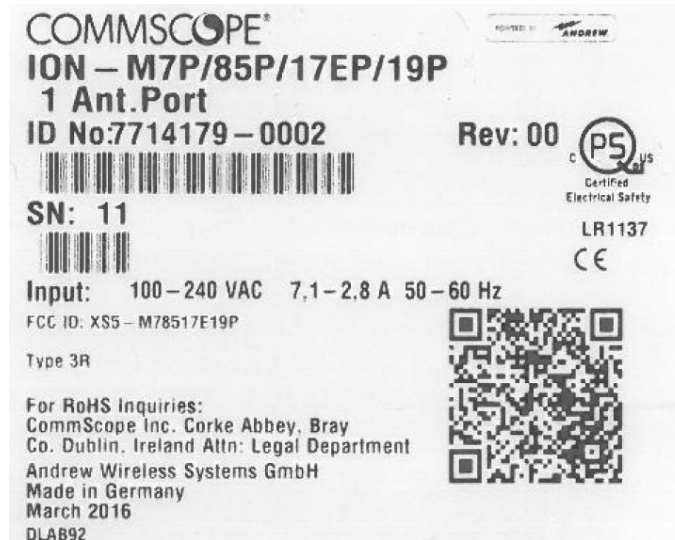 COMMSCOPE®
POWERED BY ANDREW
ION – M7P/85P/17EP/19P
1 Ant.Port
ID No:7714179 – 0002
Rev: 00
C PS US
Certified
Electrical Safety
SN: 11
LR1137
CE
Input: 100 – 240 VAC 7,1 – 2,8 A 50 – 60 Hz
FCC ID: XS5 – M78517E19P
Type 3R
For RoHS Inquiries:
CommScope Inc. Corke Abbey, Bray
Co. Dublin, Ireland Attn: Legal Department
Andrew Wireless Systems GmbH
Made in Germany
March 2016
DLAB92